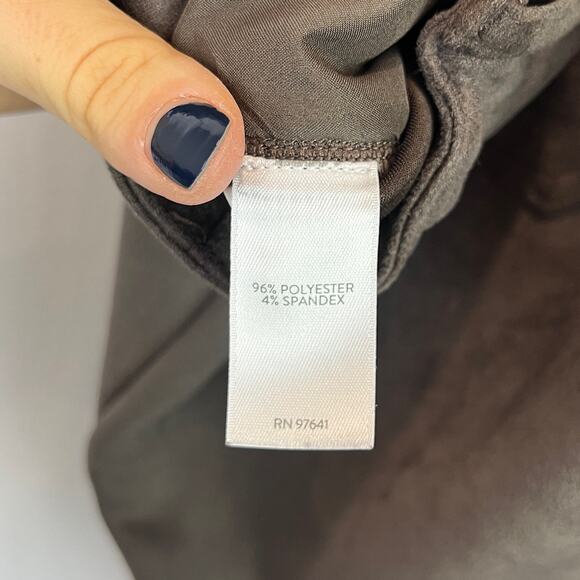 96% POLYESTER
4% SPANDEX
RN 97641